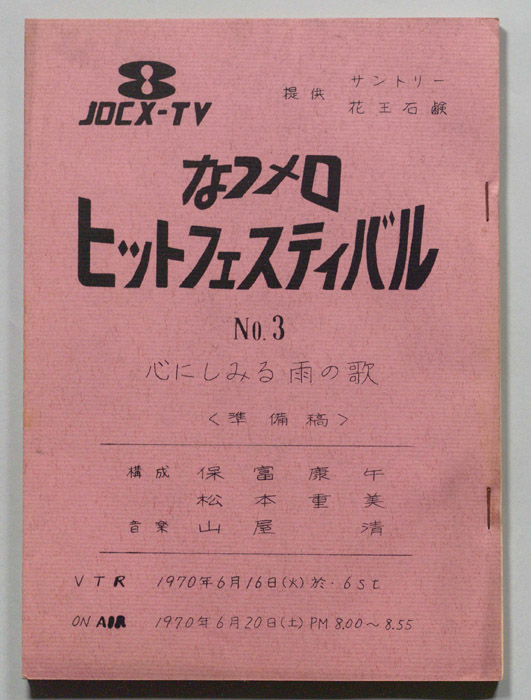 8
JOCX-TV
提供 サントリー
花王石鹸
なつメロ
ヒットフェスティバル
No.3
心にしみる雨の歌
<準備稿>
構成 保富康午
松本重美
音楽 山屋清
VTR 1970年6月16日(火)於・6st
ON AIR 1970年6月20日(土)PM 8.00〜8.55